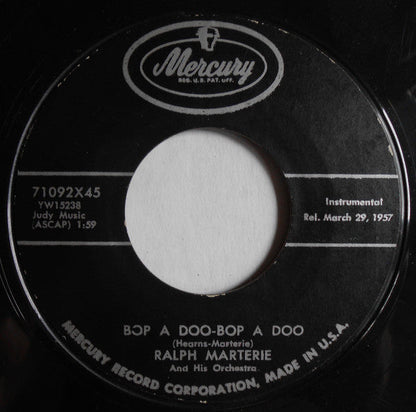 Mercury
REG. U.S. PAT. OFF.
71092X45
YW15238
Judy Music
(ASCAP) 1:59
Instrumental
Rel. March 29, 1957
BOP A DOO-BOP A DOO
(Hearns-Marterie)
RALPH MARTERIE
And His Orchestra
MERCURY RECORD CORPORATION, MADE IN U.S.A.